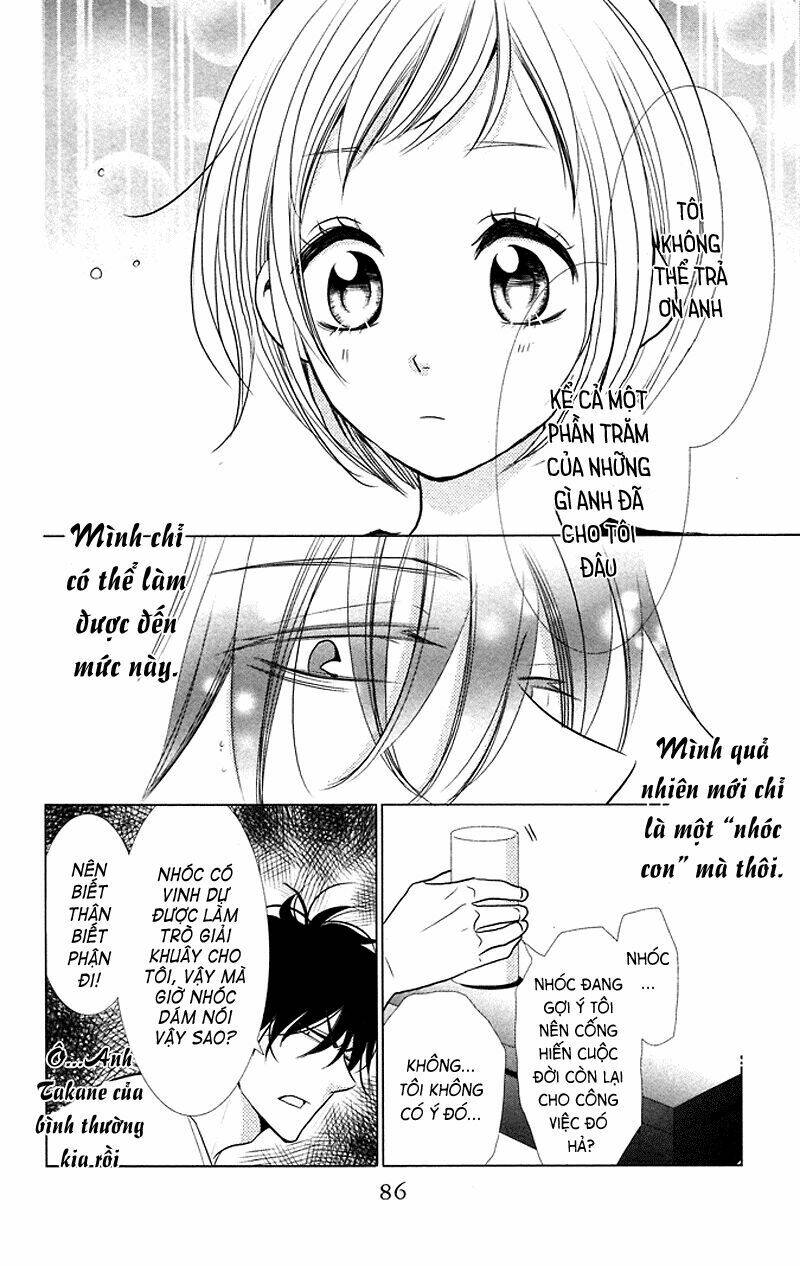 TÔI
KHÔNG
THỂ TRẢ
ƠN ANH
KỂ CẢ MỘT
PHẦN TRĂM
CỦA NHỮNG
GÌ ANH ĐÃ
CHO TÔI
ĐÂU
Mình chỉ
có thể làm
được đến
mức này.
Mình quả
nhiên mới chỉ
là một “nhóc
con” mà thôi.
NHÓC
...
NHÓC ĐANG
GỢI Ý TÔI
NÊN CỐNG
HIẾN CUỘC
ĐỜI CÒN LẠI
CHO CÔNG
VIỆC ĐÓ
HẢ?
KHÔNG...
TÔI KHÔNG
CÓ Ý ĐÓ...
NHÓC CÓ
VINH DỰ
ĐƯỢC LÀM
TRÒ GIẢI
KHUÂY CHO
TÔI, VẬY MÀ
GIỜ NHÓC
DÁM NÓI
VẬY SAO?
NÊN
BIẾT
THÂN BIẾT
PHẬN
ĐI!
Ô...Anh
Takane của
bình thường
kia rồi
86